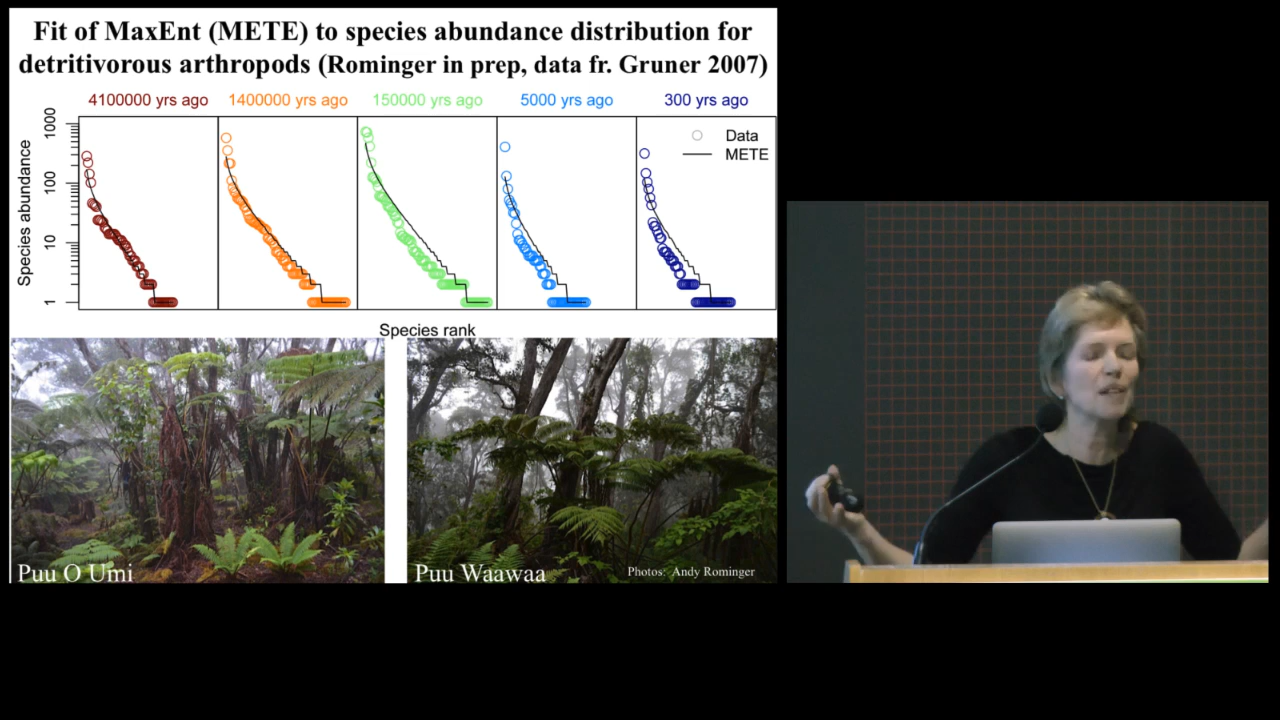 Fit of MaxEnt (METE) to species abundance distribution for
detritivorous arthropods (Rominger in prep, data fr. Gruner 2007)
4100000 yrs ago
1400000 yrs ago
150000 yrs ago
5000 yrs ago
300 yrs ago
Species abundance
1000
100
10
1
Data
METE
Species rank
Puu O Umi
Puu Waawaa
Photos: Andy Rominger